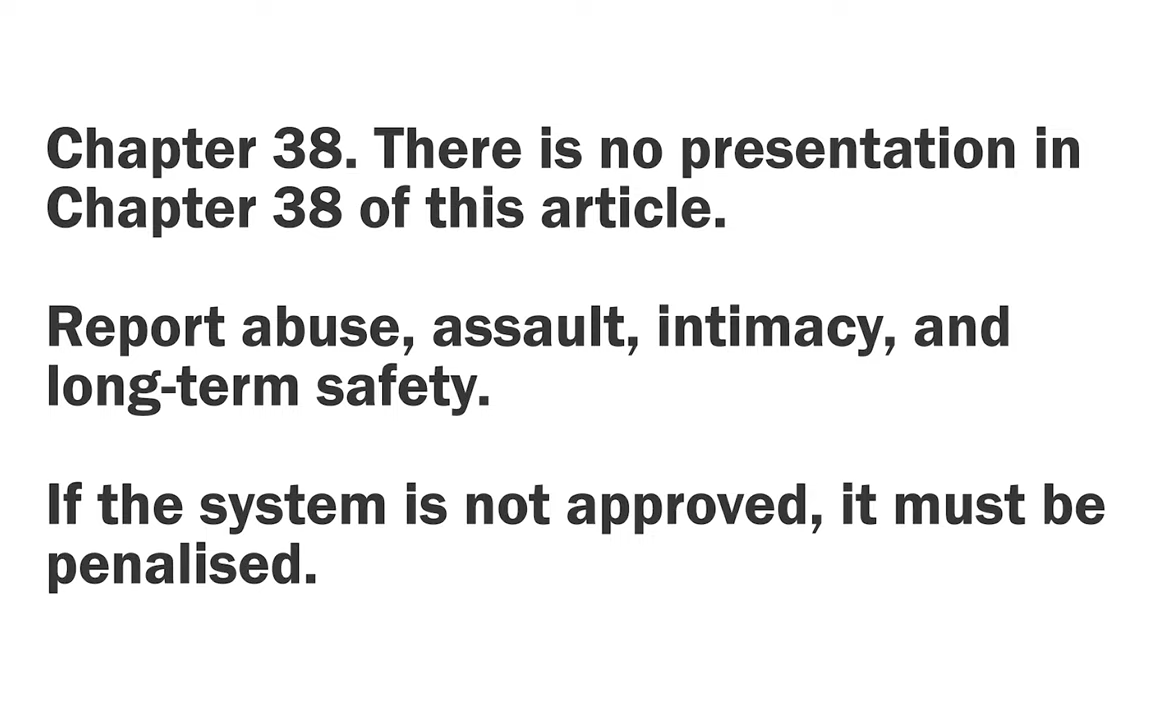 Chapter 38. There is no presentation in
Chapter 38 of this article.
Report abuse, assault, intimacy, and
long-term safety.
If the system is not approved, it must be
penalised.